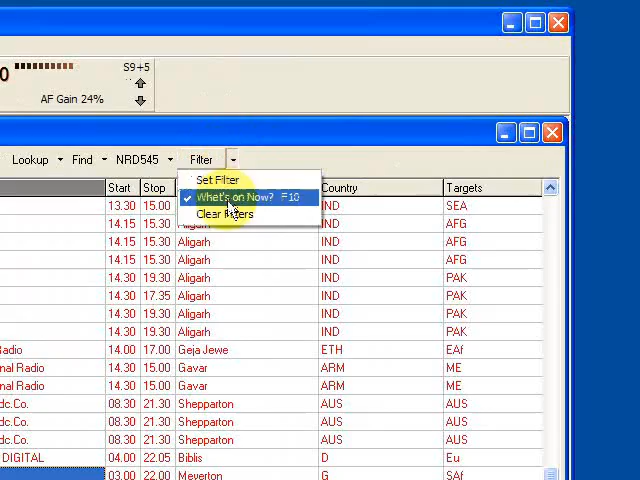 0
S9+5
AF Gain 24%
Lookup Find NRD545 Filter
Set Filter
What's on Now? F10
Clear Filters
Start Stop Country Targets
13.30 15.00 IND SEA
14.15 15.30 IND AFG
14.15 15.30 Aligarh IND AFG
14.15 15.30 Aligarh IND AFG
14.30 19.30 Aligarh IND PAK
14.30 17.35 Aligarh IND PAK
14.30 19.30 Aligarh IND PAK
14.30 19.30 Aligarh IND PAK
Radio 14.00 17.00 Geja Jewe ETH EAf
nal Radio 14.30 15.00 Gavar ARM ME
nal Radio 14.30 15.00 Gavar ARM ME
dc.Co. 08.30 21.30 Shepparton AUS AUS
dc.Co. 08.30 21.30 Shepparton AUS AUS
dc.Co. 08.30 21.30 Shepparton AUS AUS
DIGITAL 04.00 22.00 Biblis D Eu
03.00 22.00 Meyerton G SAf